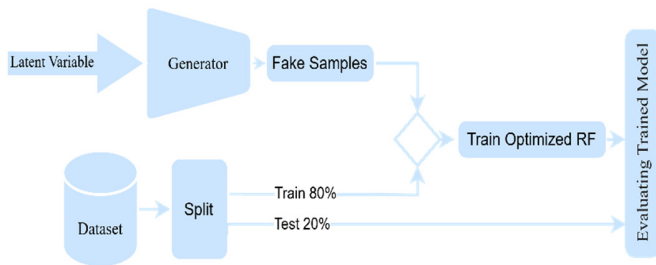 Latent Variable
Generator
Fake Samples
Train Optimized RF
Evaluating Trained Model
Dataset
Split
Train 80%
Test 20%